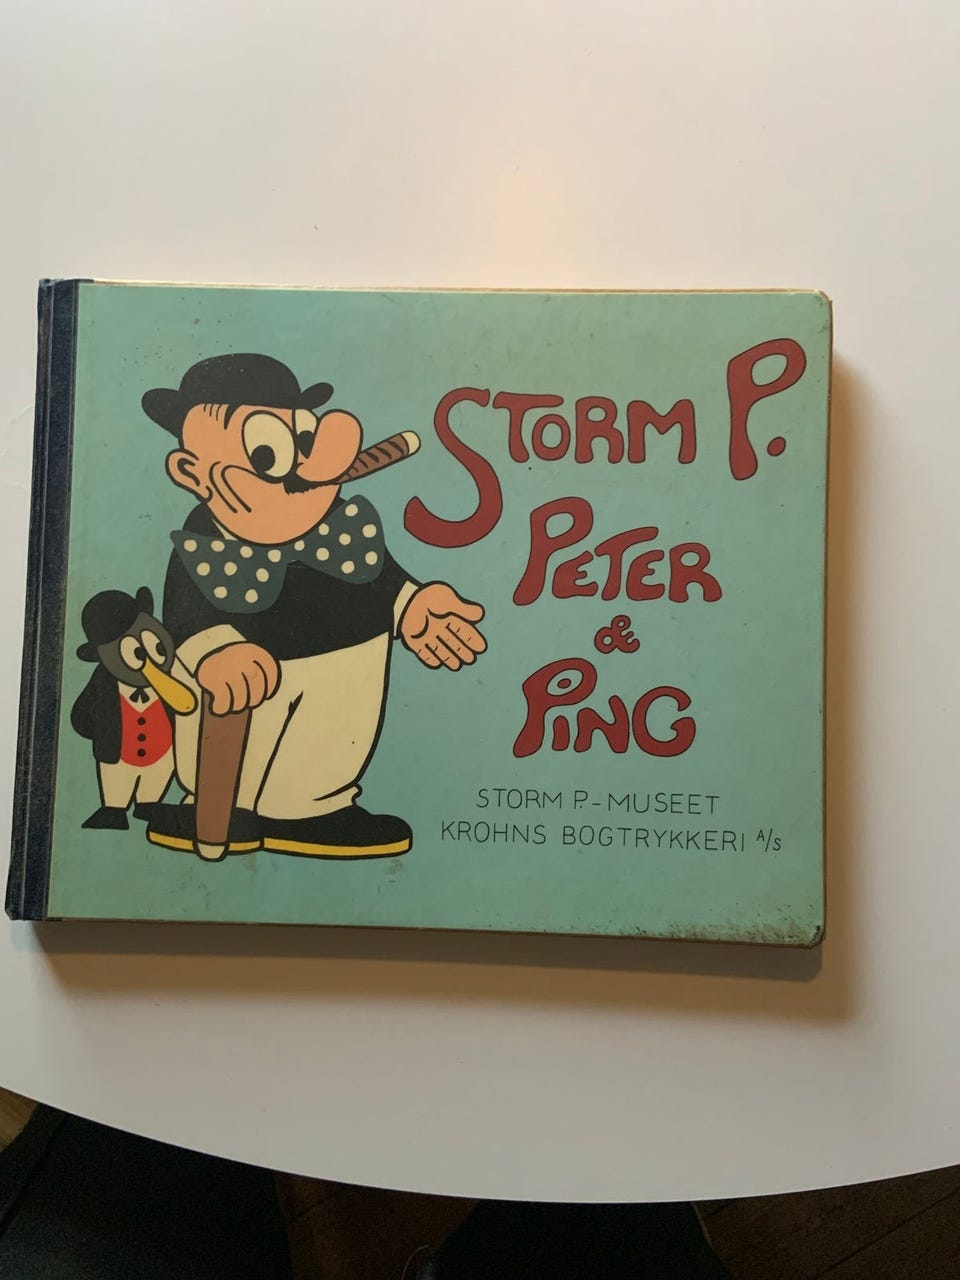 STORM P.
PETER
&
PING
STORM P.-MUSEET
KROHNS BOGTRYKKERI A/S